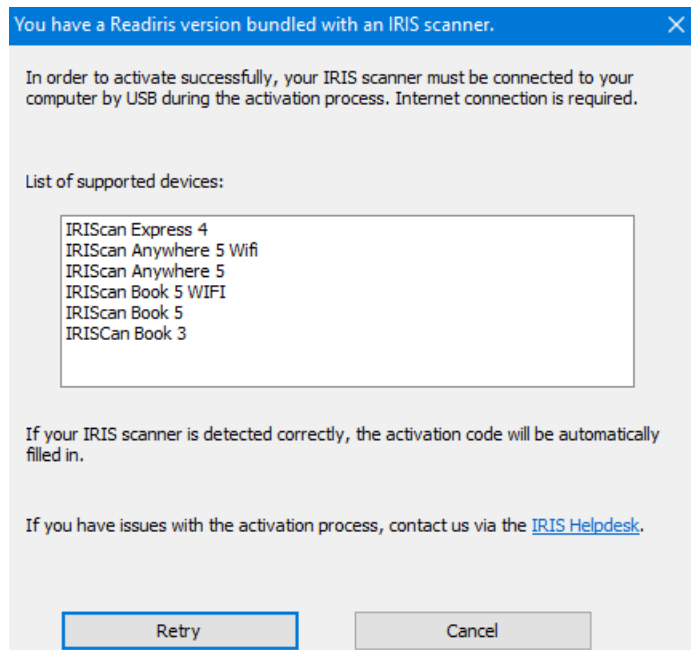 You have a Readiris version bundled with an IRIS scanner.
In order to activate successfully, your IRIS scanner must be connected to your
computer by USB during the activation process. Internet connection is required.
List of supported devices:
IRIScan Express 4
IRIScan Anywhere 5 Wifi
IRIScan Anywhere 5
IRIScan Book 5 WIFI
IRIScan Book 5
IRISCan Book 3
If your IRIS scanner is detected correctly, the activation code will be automatically
filled in.
If you have issues with the activation process, contact us via the IRIS Helpdesk.
Retry
Cancel